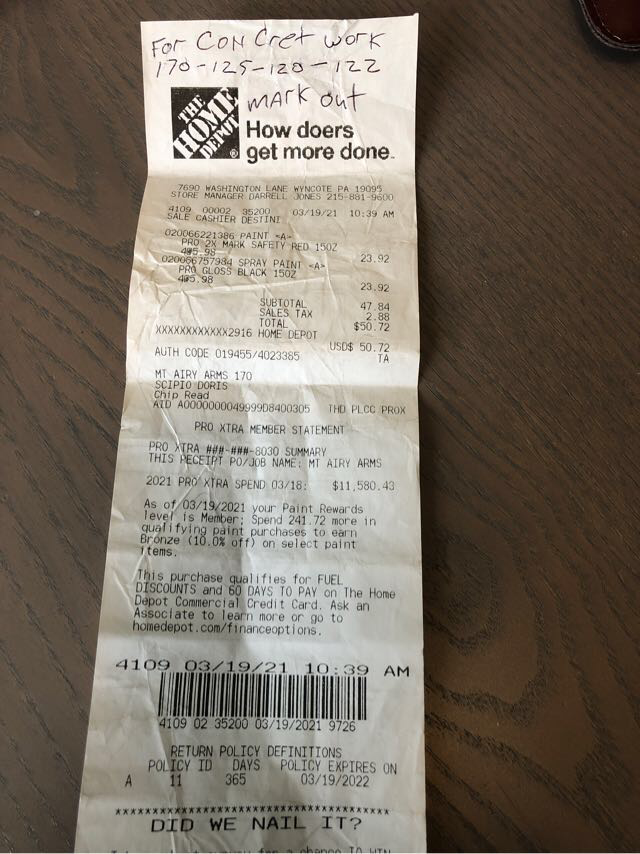 For CONCret work
170-125-120-122
mark out
THE HOME DEPOT®
How doers
get more done.™
7690 WASHINGTON LANE WYNCOTE PA 19095
STORE MANAGER DARRELL JONES 215-881-9600
4109 00002 35200 03/19/21 10:39 AM
SALE CASHIER DESTINI
020066221386 PAINT <A>
PRO 2X MARK SAFETY RED 15OZ
4@5.98 23.92
020066757984 SPRAY PAINT <A>
PRO GLOSS BLACK 15OZ
4@5.98 23.92
SUBTOTAL 47.84
SALES TAX 2.88
TOTAL $50.72
XXXXXXXXXXXX2916 HOME DEPOT
USD$ 50.72
AUTH CODE 019455/4023385 TA
MT AIRY ARMS 170
SCIPIO DORIS
Chip Read
AID A0000000049999D8400305 THD PLCC PROX
PRO XTRA MEMBER STATEMENT
PRO XTRA ###-###-8030 SUMMARY
THIS RECEIPT PO/JOB NAME: MT AIRY ARMS
2021 PRO XTRA SPEND 03/18: $11,580.43
As of 03/19/2021 your Paint Rewards
level is Member; Spend 241.72 more in
qualifying paint purchases to earn
Bronze (10.0% off) on select paint
items.
This purchase qualifies for FUEL
DISCOUNTS and 60 DAYS TO PAY on The Home
Depot Commercial Credit Card. Ask an
Associate to learn more or go to
homedepot.com/financeoptions.
4109 03/19/21 10:39 AM
4109 02 35200 03/19/2021 9726
RETURN POLICY DEFINITIONS
POLICY ID DAYS POLICY EXPIRES ON
A 11 365 03/19/2022
****************************************
DID WE NAIL IT?